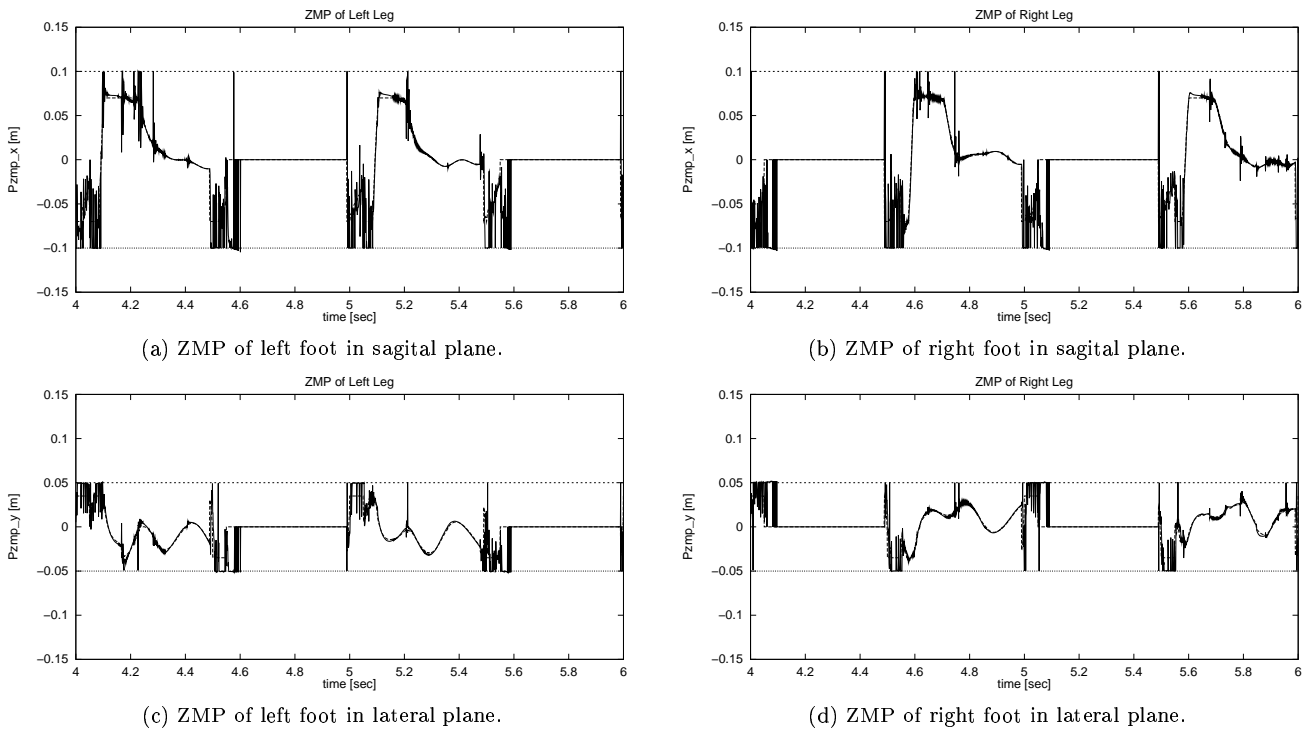 ZMP of Left Leg
0.15
0.1
0.05
0
−0.05
−0.1
−0.15
Pzmp_x [m]
4 4.2 4.4 4.6 4.8 5 5.2 5.4 5.6 5.8 6
time [sec]
(a) ZMP of left foot in sagital plane.
ZMP of Right Leg
0.15
0.1
0.05
0
−0.05
−0.1
−0.15
Pzmp_x [m]
4 4.2 4.4 4.6 4.8 5 5.2 5.4 5.6 5.8 6
time [sec]
(b) ZMP of right foot in sagital plane.
ZMP of Left Leg
0.15
0.1
0.05
0
−0.05
−0.1
−0.15
Pzmp_y [m]
4 4.2 4.4 4.6 4.8 5 5.2 5.4 5.6 5.8 6
time [sec]
(c) ZMP of left foot in lateral plane.
ZMP of Right Leg
0.15
0.1
0.05
0
−0.05
−0.1
−0.15
Pzmp_y [m]
4 4.2 4.4 4.6 4.8 5 5.2 5.4 5.6 5.8 6
time [sec]
(d) ZMP of right foot in lateral plane.